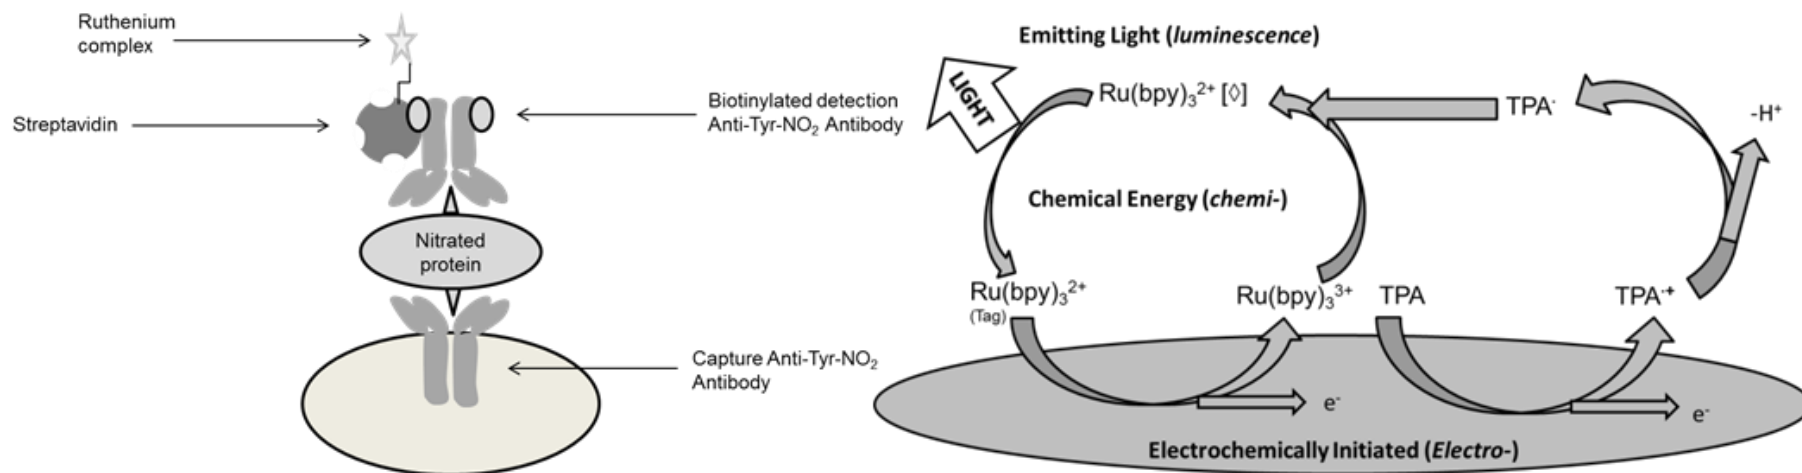 Ruthenium
complex
Streptavidin
Biotinylated detection
Anti-Tyr-NO₂ Antibody
Nitrated
protein
Capture Anti-Tyr-NO₂
Antibody
Emitting Light (luminescence)
LIGHT
Ru(bpy)₃²⁺ [◊]
TPA·
-H⁺
Chemical Energy (chemi-)
Ru(bpy)₃²⁺
(Tag)
Ru(bpy)₃³⁺
TPA
TPA·⁺
e⁻
e⁻
Electrochemically Initiated (Electro-)